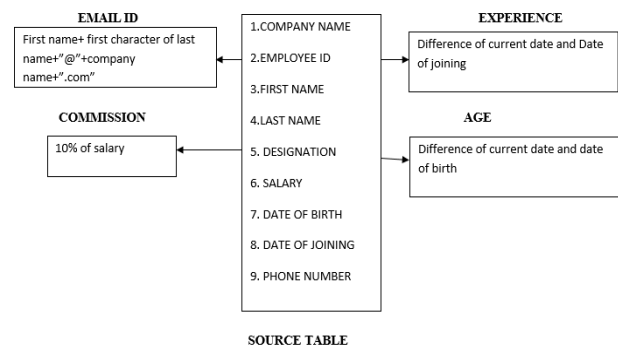 EMAIL ID
First name+ first character of last
name+”@”+company
name+”.com”
COMMISSION
10% of salary
1.COMPANY NAME
2.EMPLOYEE ID
3.FIRST NAME
4.LAST NAME
5. DESIGNATION
6. SALARY
7. DATE OF BIRTH
8. DATE OF JOINING
9. PHONE NUMBER
EXPERIENCE
Difference of current date and Date
of joining
AGE
Difference of current date and date
of birth
SOURCE TABLE